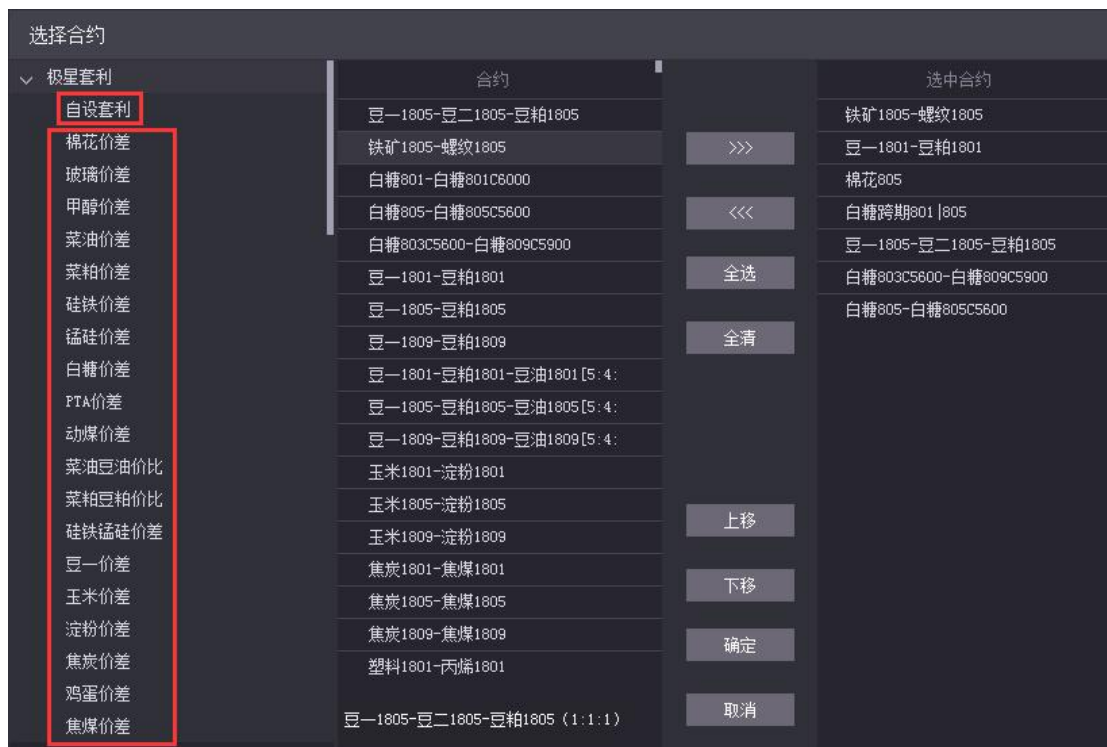 选择合约
极星套利
自设套利
棉花价差
玻璃价差
甲醇价差
菜油价差
菜粕价差
硅铁价差
锰硅价差
白糖价差
PTA价差
动煤价差
菜油豆油价比
菜粕豆粕价比
硅铁锰硅价差
豆一价差
玉米价差
淀粉价差
焦炭价差
鸡蛋价差
焦煤价差
合约
豆一1805-豆二1805-豆粕1805
铁矿1805-螺纹1805
白糖801-白糖801C6000
白糖805-白糖805C5600
白糖803C5600-白糖809C5900
豆一1801-豆粕1801
豆一1805-豆粕1805
豆一1809-豆粕1809
豆一1801-豆粕1801-豆油1801[5:4:
豆一1805-豆粕1805-豆油1805[5:4:
豆一1809-豆粕1809-豆油1809[5:4:
玉米1801-淀粉1801
玉米1805-淀粉1805
玉米1809-淀粉1809
焦炭1801-焦煤1801
焦炭1805-焦煤1805
焦炭1809-焦煤1809
塑料1801-丙烯1801
豆一1805-豆二1805-豆粕1805 (1:1:1)
>>>
<<<
全选
全清
上移
下移
确定
取消
选中合约
铁矿1805-螺纹1805
豆一1801-豆粕1801
棉花805
白糖跨期801|805
豆一1805-豆二1805-豆粕1805
白糖803C5600-白糖809C5900
白糖805-白糖805C5600